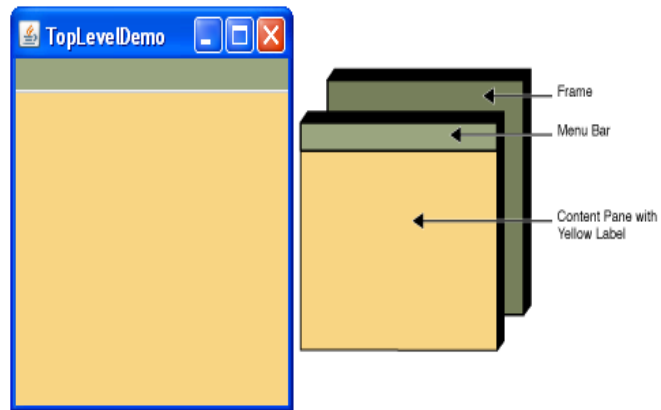 TopLevelDemo
Frame
Menu Bar
Content Pane with
Yellow Label